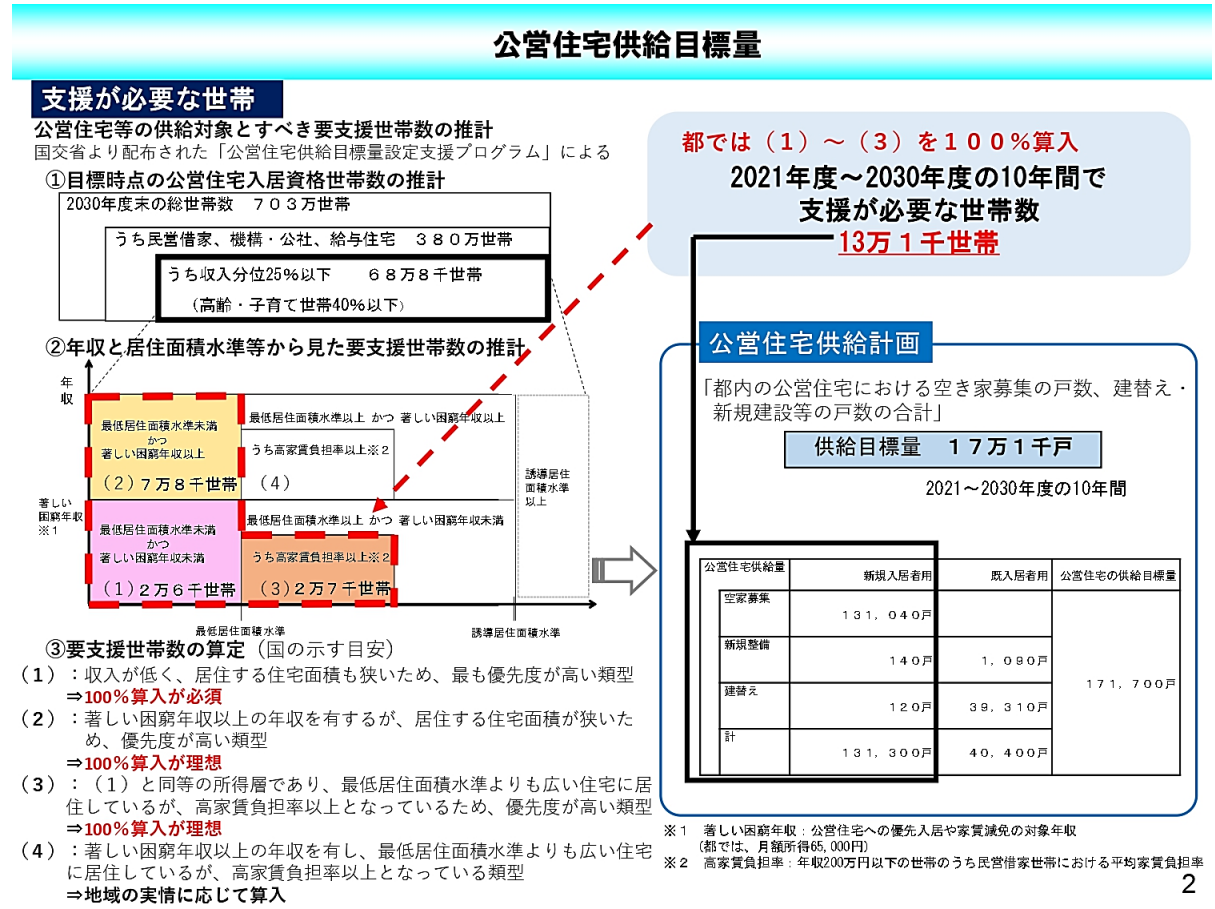 公営住宅供給目標量
支援が必要な世帯
公営住宅等の供給対象とすべき要支援世帯数の推計
国交省より配布された「公営住宅供給目標量設定支援プログラム」による
①目標時点の公営住宅入居資格世帯数の推計
2030年度末の総世帯数　７０３万世帯
うち民営借家、機構・公社、給与住宅　３８０万世帯
うち収入分位25%以下　　６８万８千世帯
（高齢・子育て世帯40%以下）
②年収と居住面積水準等から見た要支援世帯数の推計
年
収
最低居住面積水準未満
かつ
著しい困窮年収以上
（２）７万８千世帯
最低居住面積水準以上 かつ 著しい困窮年収以上
うち高家賃負担率以上※２
（４）
誘導居住
面積水準
以上
著しい
困窮年収
※１
最低居住面積水準未満
かつ
著しい困窮年収未満
（１）２万６千世帯
最低居住面積水準以上 かつ 著しい困窮年収未満
うち高家賃負担率以上※２
（３）２万７千世帯
最低居住面積水準
誘導居住面積水準
③要支援世帯数の算定（国の示す目安）
（１）：収入が低く、居住する住宅面積も狭いため、最も優先度が高い類型
⇒100%算入が必須
（２）：著しい困窮年収以上の年収を有するが、居住する住宅面積が狭いた
め、優先度が高い類型
⇒100%算入が理想
（３）：（１）と同等の所得層であり、最低居住面積水準よりも広い住宅に居
住しているが、高家賃負担率以上となっているため、優先度が高い類型
⇒100%算入が理想
（４）：著しい困窮年収以上の年収を有し、最低居住面積水準よりも広い住宅
に居住しているが、高家賃負担率以上となっている類型
⇒地域の実情に応じて算入
都では（１）～（３）を１００％算入
2021年度～2030年度の10年間で
支援が必要な世帯数
13万１千世帯
公営住宅供給計画
「都内の公営住宅における空き家募集の戸数、建替え・
新規建設等の戸数の合計」
供給目標量　１７万１千戸
2021～2030年度の10年間
公営住宅供給量　新規入居者用　既入居者用　公営住宅の供給目標量
空家募集　１３１，０４０戸
新規整備　１４０戸　１，０９０戸
１７１，７００戸
建替え　１２０戸　３９，３１０戸
計　１３１，３００戸　４０，４００戸
※１　著しい困窮年収：公営住宅への優先入居や家賃減免の対象年収
（都では、月額所得65,000円）
※２　高家賃負担率：年収200万円以下の世帯のうち民営借家世帯における平均家賃負担率
2